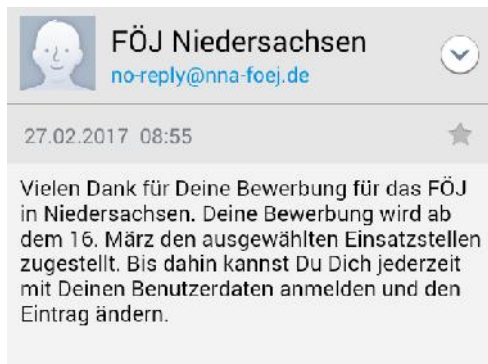 FÖJ Niedersachsen
no-reply@nna-foej.de
27.02.2017 08:55
Vielen Dank für Deine Bewerbung für das FÖJ
in Niedersachsen. Deine Bewerbung wird ab
dem 16. März den ausgewählten Einsatzstellen
zugestellt. Bis dahin kannst Du Dich jederzeit
mit Deinen Benutzerdaten anmelden und den
Eintrag ändern.